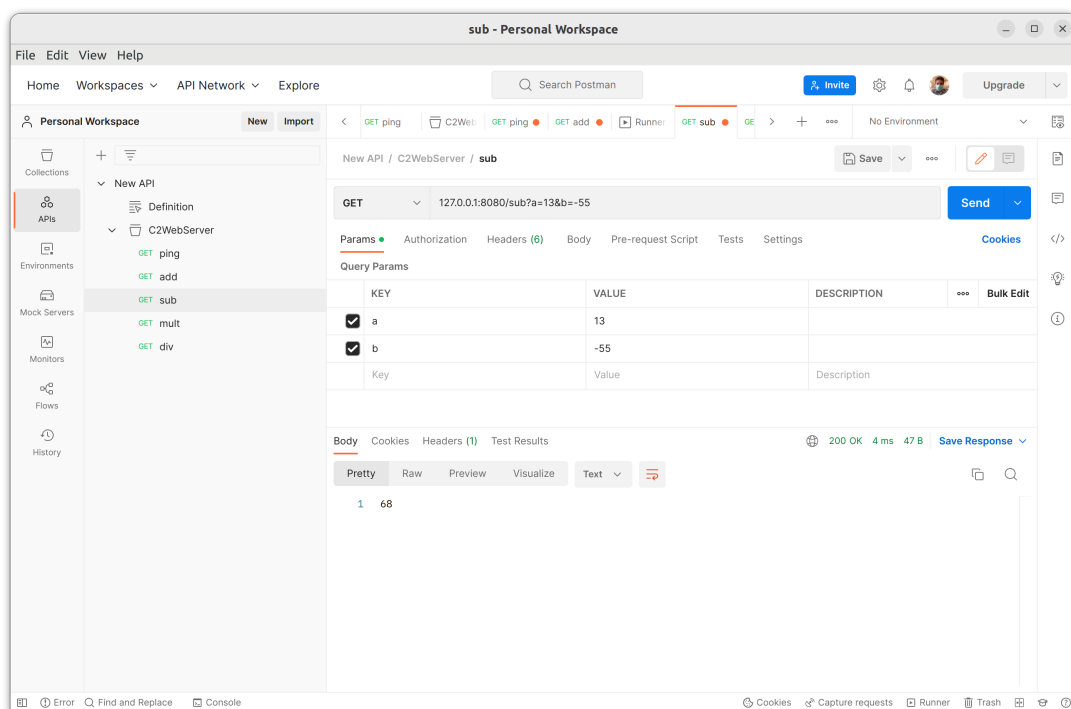 sub - Personal Workspace
File Edit View Help
Home Workspaces API Network Explore Search Postman Invite Upgrade
Personal Workspace New Import GET ping C2Web GET ping GET add Runner GET sub GE No Environment
Collections
APIs
Environments
Mock Servers
Monitors
Flows
History
New API
Definition
C2WebServer
GET ping
GET add
GET sub
GET mult
GET div
New API / C2WebServer / sub Save
GET 127.0.0.1:8080/sub?a=13&b=-55 Send
Params Authorization Headers (6) Body Pre-request Script Tests Settings Cookies
Query Params
KEY VALUE DESCRIPTION Bulk Edit
a 13
b -55
Key Value Description
Body Cookies Headers (1) Test Results 200 OK 4 ms 47 B Save Response
Pretty Raw Preview Visualize Text
1 68
Error Find and Replace Console Cookies Capture requests Runner Trash